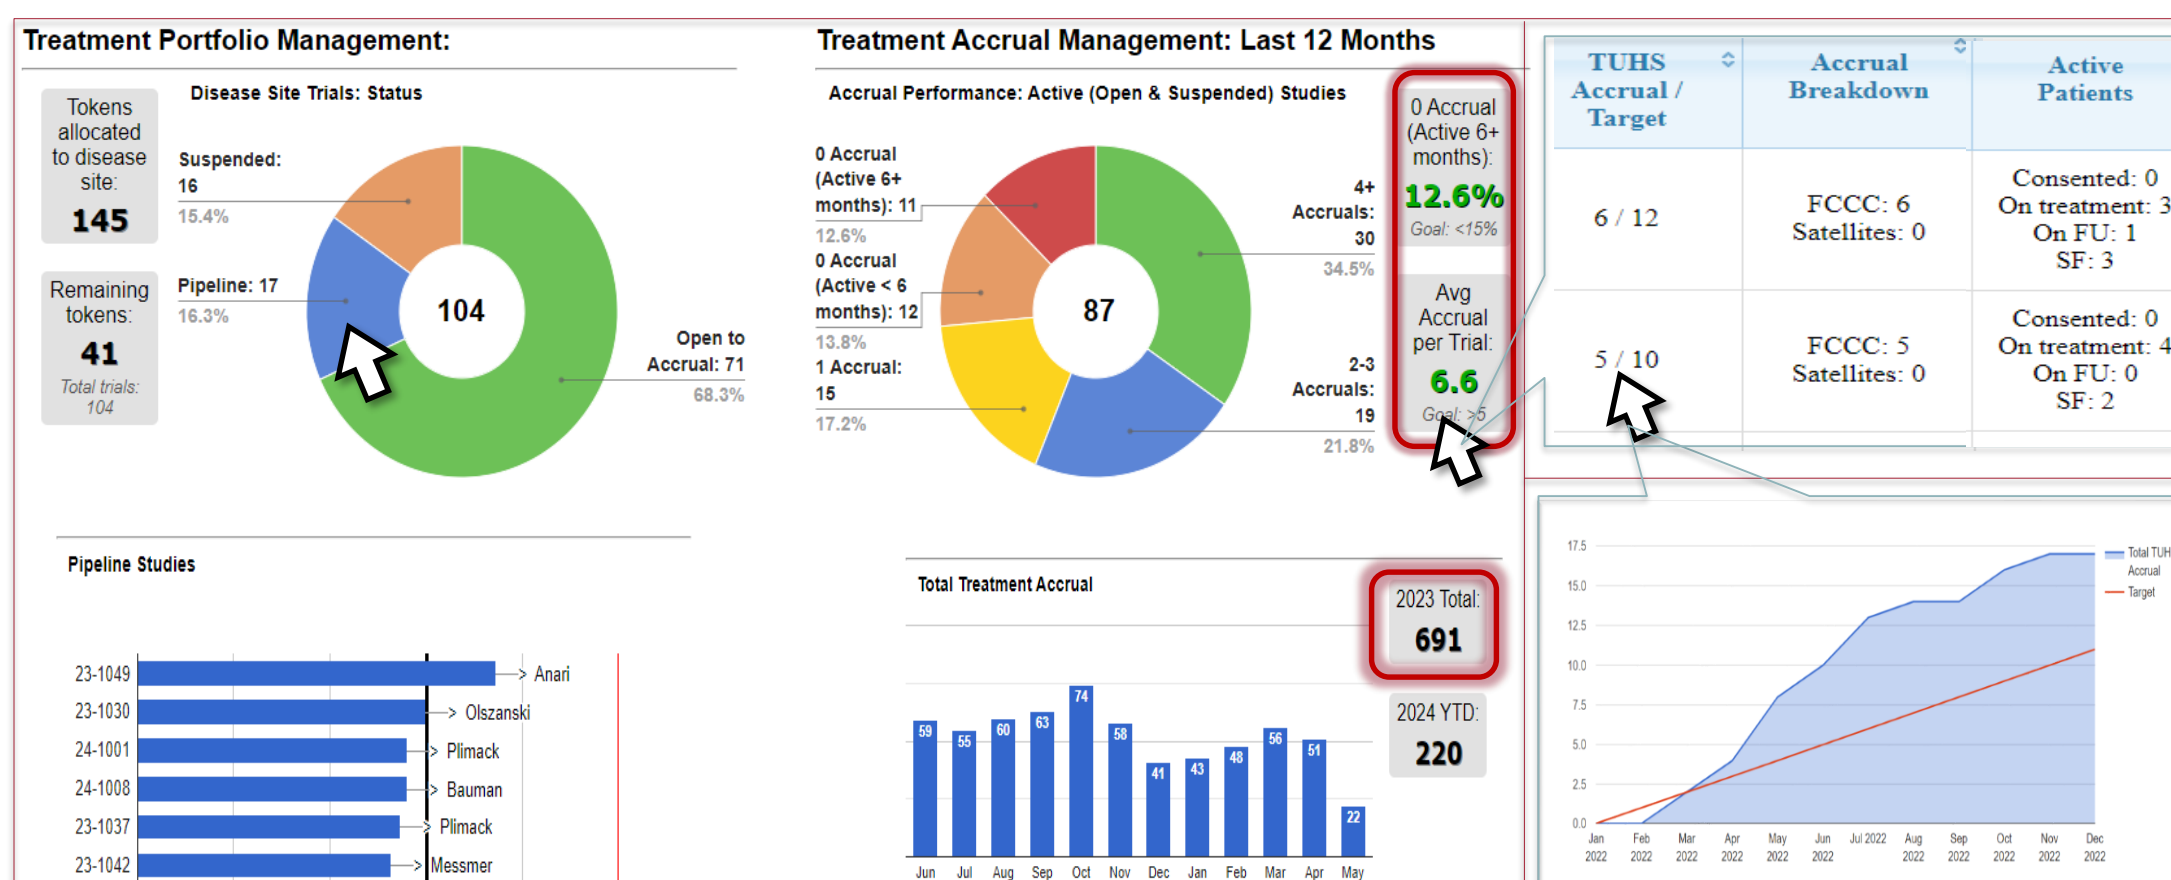 Treatment Portfolio Management:
Disease Site Trials: Status
Tokens
allocated
to disease
site:
145
Remaining
tokens:
41
Total trials:
104
Suspended:
16
15.4%
Pipeline: 17
16.3%
104
Open to
Accrual: 71
68.3%
Pipeline Studies
23-1049
Anari
23-1030
Olszanski
24-1001
Plimack
24-1008
Bauman
23-1037
Plimack
23-1042
Messmer
Treatment Accrual Management: Last 12 Months
Accrual Performance: Active (Open & Suspended) Studies
0 Accrual
(Active 6+
months): 11
12.6%
0 Accrual
(Active < 6
months): 12
13.8%
1 Accrual:
15
17.2%
87
4+
Accruals:
30
34.5%
2-3
Accruals:
19
21.8%
0 Accrual
(Active 6+
months):
12.6%
Goal: <15%
Avg
Accrual
per Trial:
6.6
Goal: >5
Total Treatment Accrual
2023 Total:
691
2024 YTD:
220
59 55 60 63 74 58 41 43 48 56 51 22
Jun Jul Aug Sep Oct Nov Dec Jan Feb Mar Apr May
TUHS
Accrual /
Target
Accrual
Breakdown
Active
Patients
6 / 12
FCCC: 6
Satellites: 0
Consented: 0
On treatment: 3
On FU: 1
SF: 3
5 / 10
FCCC: 5
Satellites: 0
Consented: 0
On treatment: 4
On FU: 0
SF: 2
17.5
15.0
12.5
10.0
7.5
5.0
2.5
0.0
Jan Feb Mar Apr May Jun Jul 2022 Aug Sep Oct Nov Dec
2022 2022 2022 2022 2022 2022 2022 2022 2022 2022 2022
Total TUH
Accrual
Target